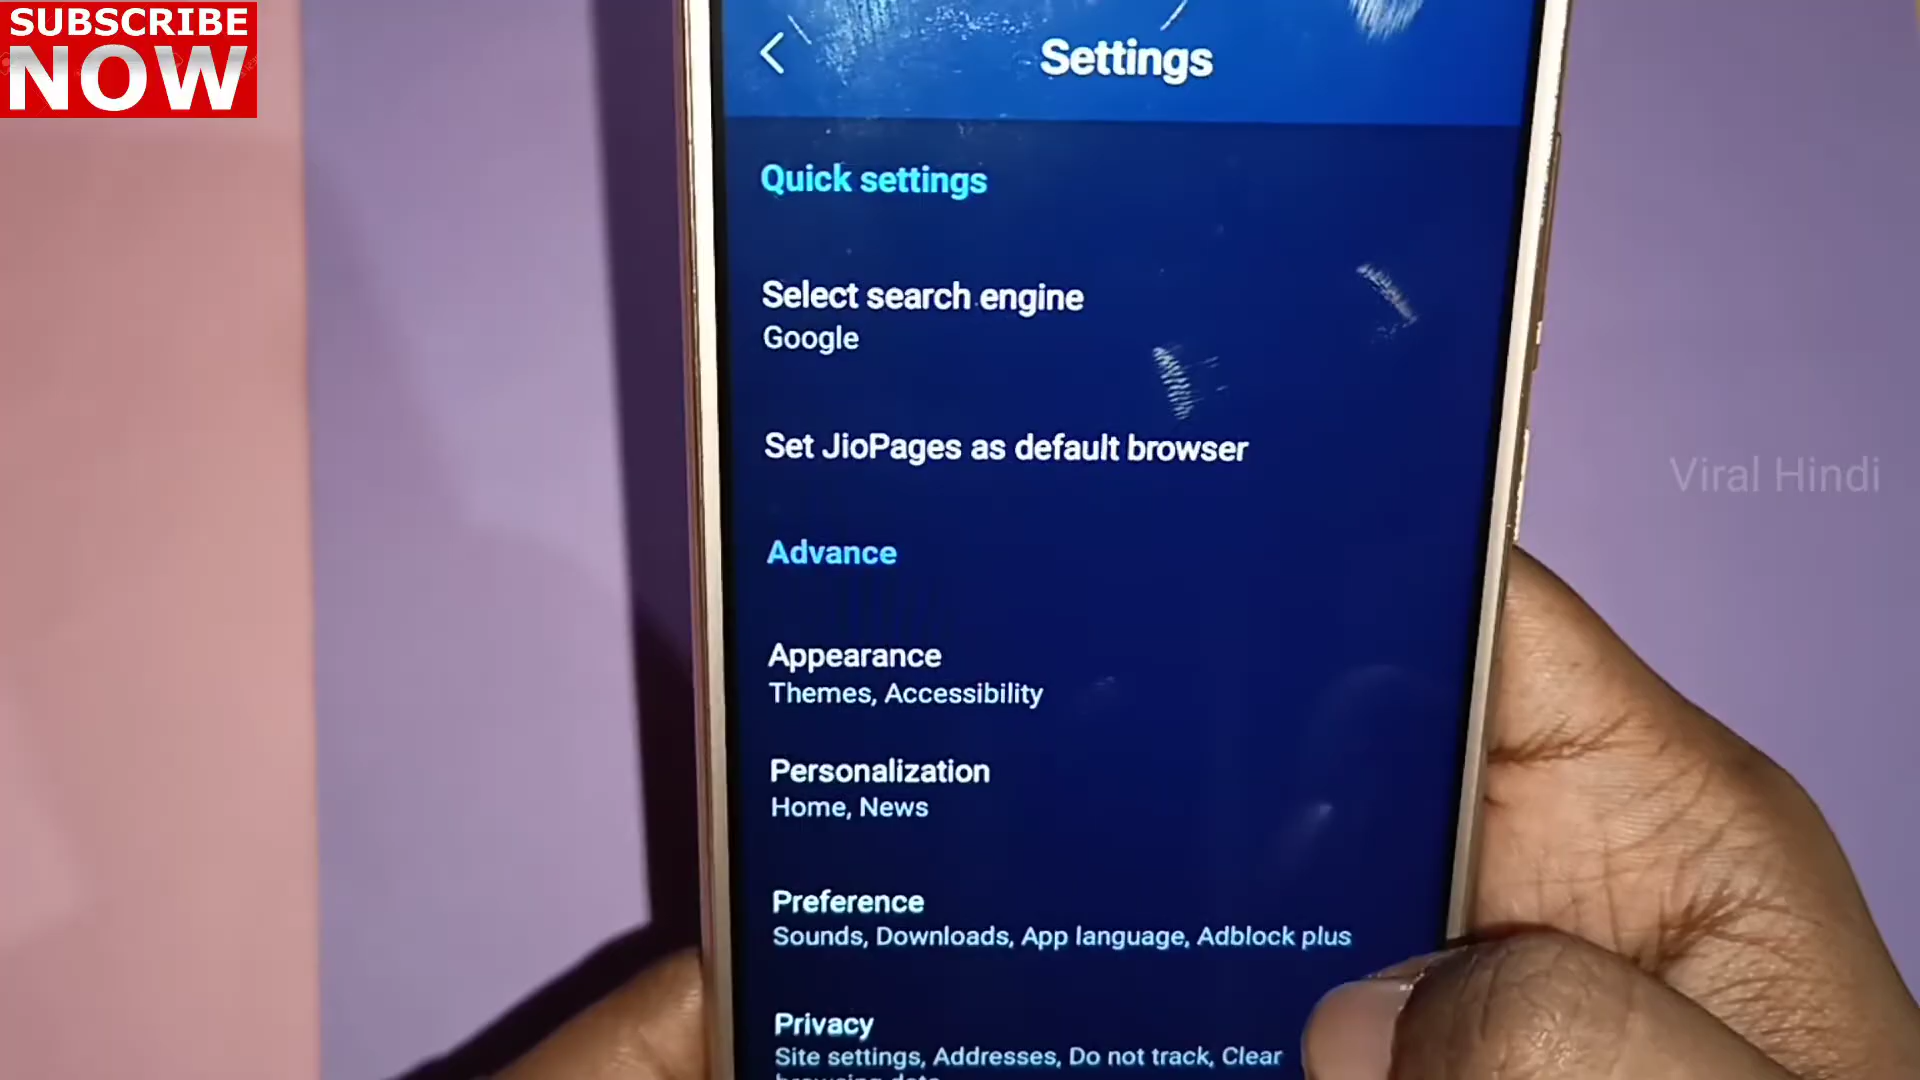 SUBSCRIBE
NOW
Settings
Quick settings
Select search engine
Google
Set JioPages as default browser
Viral Hindi
Advance
Appearance
Themes, Accessibility
Personalization
Home, News
Preference
Sounds, Downloads, App language, Adblock plus
Privacy
Site settings, Addresses, Do not track, Clear
browsing data